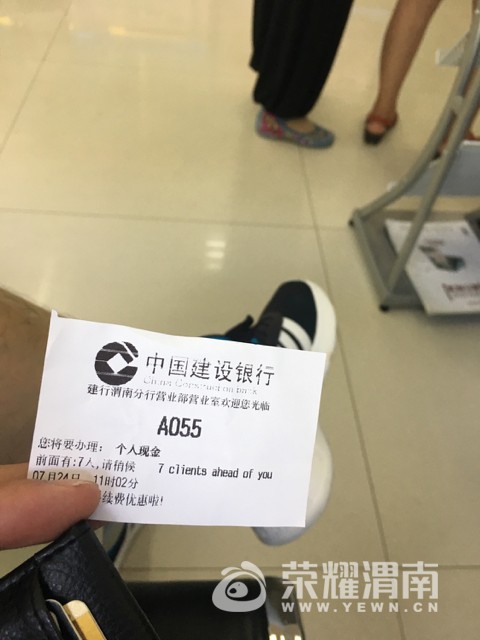 中国建设银行
China Construction Bank
建行渭南分行营业部营业室欢迎您光临
A055
您将要办理: 个人现金
前面有:7人,请稍候 7 clients ahead of you
07月24日 11时02分
续费优惠啦!
荣耀渭南
WWW.YEWN.CN